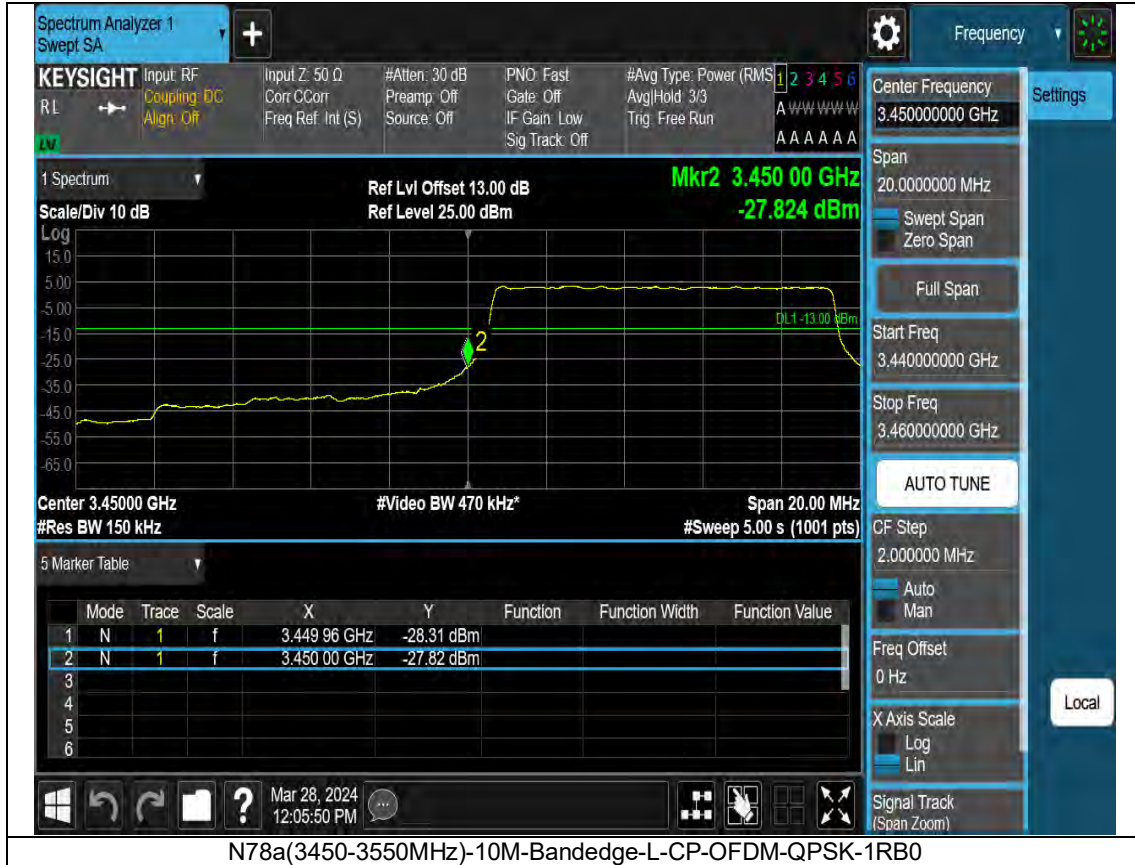 Spectrum Analyzer 1
Swept SA
Frequency
KEYSIGHT Input: RF Input Z: 50 Ω #Atten: 30 dB PNO: Fast #Avg Type: Power (RMS 1 2 3 4 5 6
R L Coupling: DC Corr CCorr Preamp: Off Gate: Off Avg|Hold: 3/3 A W W W W W
Align: Off Freq Ref: Int (S) Source: Off IF Gain: Low Trig: Free Run
Sig Track: Off A A A A A A
LXI
1 Spectrum
Ref Lvl Offset 13.00 dB
Mkr2 3.450 00 GHz
Scale/Div 10 dB
Ref Level 25.00 dBm
-27.824 dBm
Log
15.0
5.00
-5.00
DL1 -13.00 dBm
-15.0
2
-25.0
-35.0
-45.0
-55.0
-65.0
Center 3.45000 GHz #Video BW 470 kHz* Span 20.00 MHz
#Res BW 150 kHz #Sweep 5.00 s (1001 pts)
5 Marker Table
Mode Trace Scale X Y Function Function Width Function Value
1 N 1 f 3.449 96 GHz -28.31 dBm
2 N 1 f 3.450 00 GHz -27.82 dBm
3
4
5
6
Center Frequency
3.450000000 GHz
Settings
Span
20.0000000 MHz
Swept Span
Zero Span
Full Span
Start Freq
3.440000000 GHz
Stop Freq
3.460000000 GHz
AUTO TUNE
CF Step
2.000000 MHz
Auto
Man
Freq Offset
0 Hz
Local
X Axis Scale
Log
Lin
Signal Track
(Span Zoom)
?
Mar 28, 2024
12:05:50 PM
N78a(3450-3550MHz)-10M-Bandedge-L-CP-OFDM-QPSK-1RB0